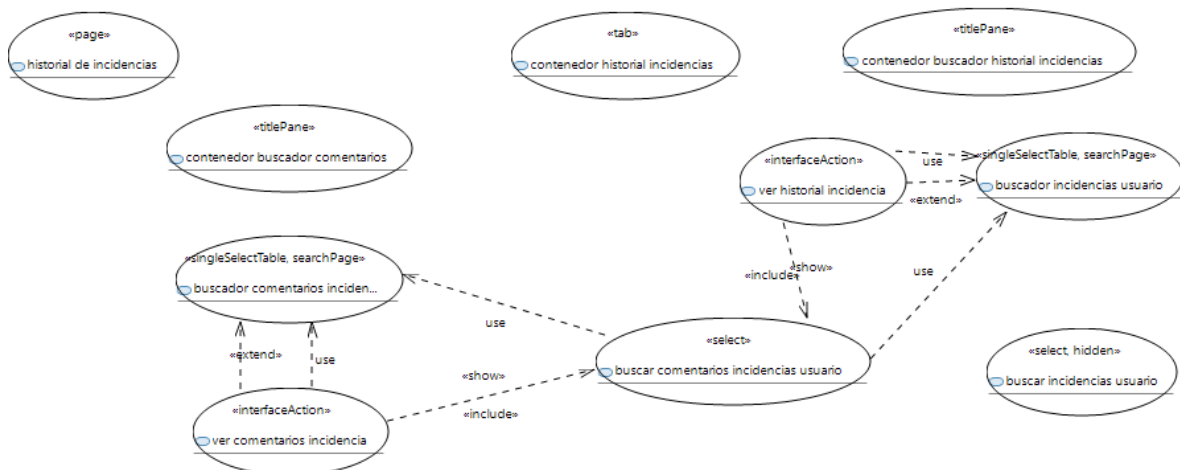 «page»
historial de incidencias
«tab»
contenedor historial incidencias
«titlePane»
contenedor buscador historial incidencias
«titlePane»
contenedor buscador comentarios
«interfaceAction»
ver historial incidencia
use
«extend»
«singleSelectTable, searchPage»
buscador incidencias usuario
«singleSelectTable, searchPage»
buscador comentarios inciden...
«include»
«show»
use
use
«select»
buscar comentarios incidencias usuario
«select, hidden»
buscar incidencias usuario
«extend»
use
«show»
«include»
«interfaceAction»
ver comentarios incidencia